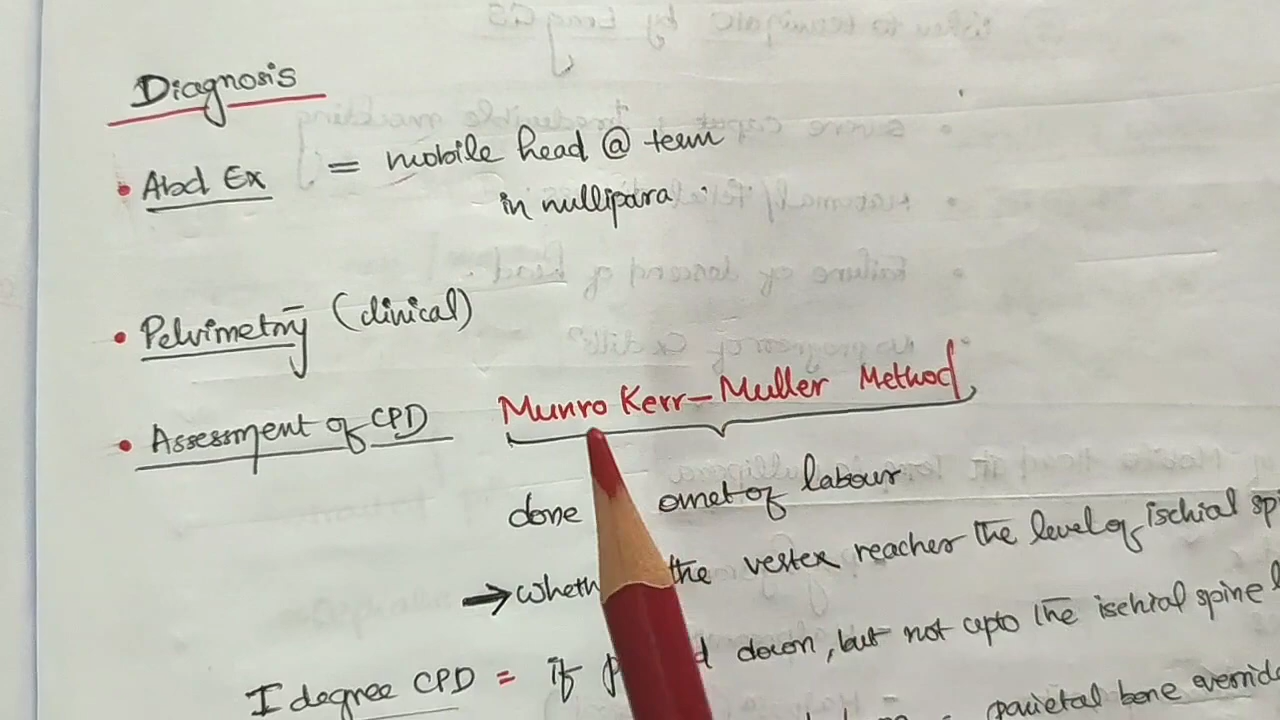 Diagnosis
• Abd Ex = mobile head @ term
in nullipara
• Pelvimetry (clinical)
• Assessment of CPD Munro Kerr-Muller Method
done onset of labour
→ the vertex reaches the level of ischial
I degree CPD = if down, but not upto the ischial spine
parietal bone